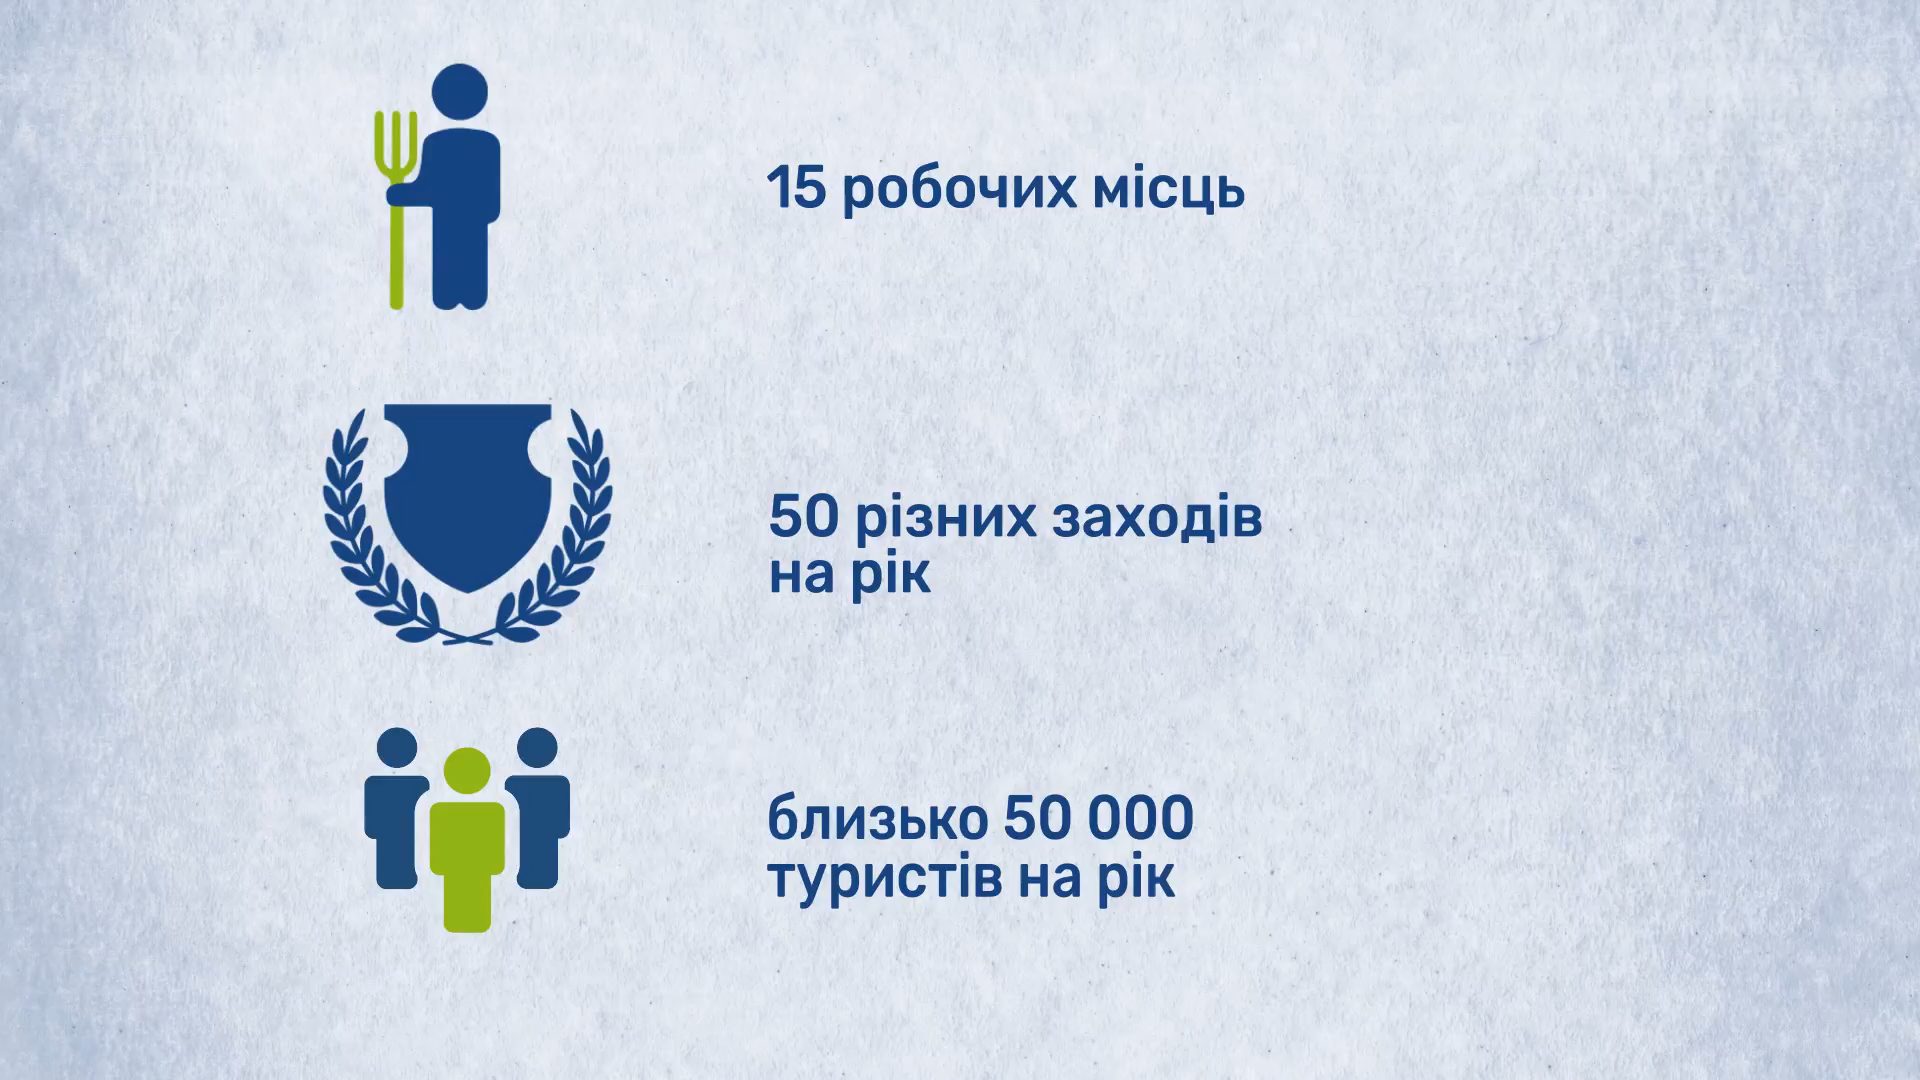 15 робочих місць
50 різних заходів
на рік
близько 50 000
туристів на рік